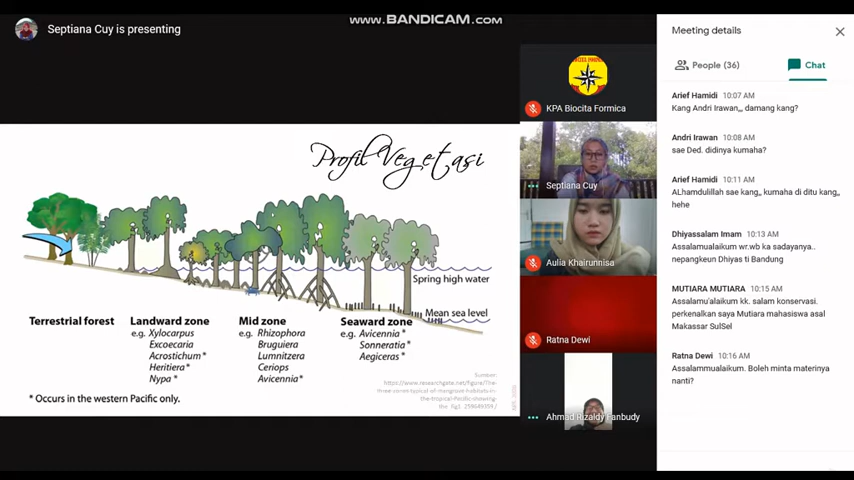 www.BANDICAM.com
Septiana Cuy is presenting
Profil Vegetasi
Spring high water
Mean sea level
Terrestrial forest
Landward zone
e.g. Xylocarpus
Excoecaria
Acrostichum*
Heritiera*
Nypa *
Mid zone
e.g. Rhizophora
Bruguiera
Lumnitzera
Ceriops
Avicennia*
Seaward zone
e.g. Avicennia *
Sonneratia *
Aegiceras *
* Occurs in the western Pacific only.
Sumber:
KPA Biocita Formica
Septiana Cuy
Aulia Khairunnisa
Ratna Dewi
Ahmad Rizaldy Fanbudy
Meeting details
People (36)
Chat
Arief Hamidi 10:07 AM
Kang Andri Irawan,,, damang kang?
Andri Irawan 10:08 AM
sae Ded. didinya kumaha?
Arief Hamidi 10:11 AM
ALHamdulillah sae kang,, kumaha di ditu kang,,
hehe
Dhiyassalam Imam 10:13 AM
Assalamualaikum wr.wb ka sadayana..
nepangkeun Dhiyas ti Bandung
MUTIARA MUTIARA 10:15 AM
Assalamu'alaikum kk. salam konservasi.
perkenalkan saya Mutiara mahasiswa asal
Makassar SulSel
Ratna Dewi 10:16 AM
Assalammualaikum. Boleh minta materinya
nanti?